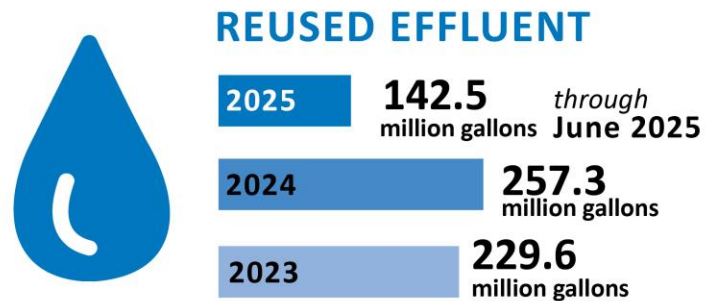 REUSED EFFLUENT
2025
142.5
million gallons
through
June 2025
2024
257.3
million gallons
2023
229.6
million gallons